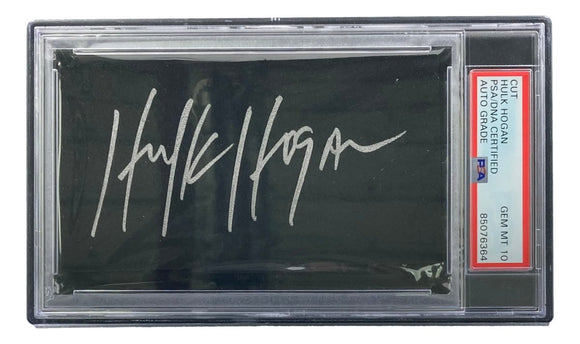 Hulk Hogan
CUT
HULK HOGAN
PSA/DNA CERTIFIED
AUTO GRADE
PSA
GEM MT 10
85076364